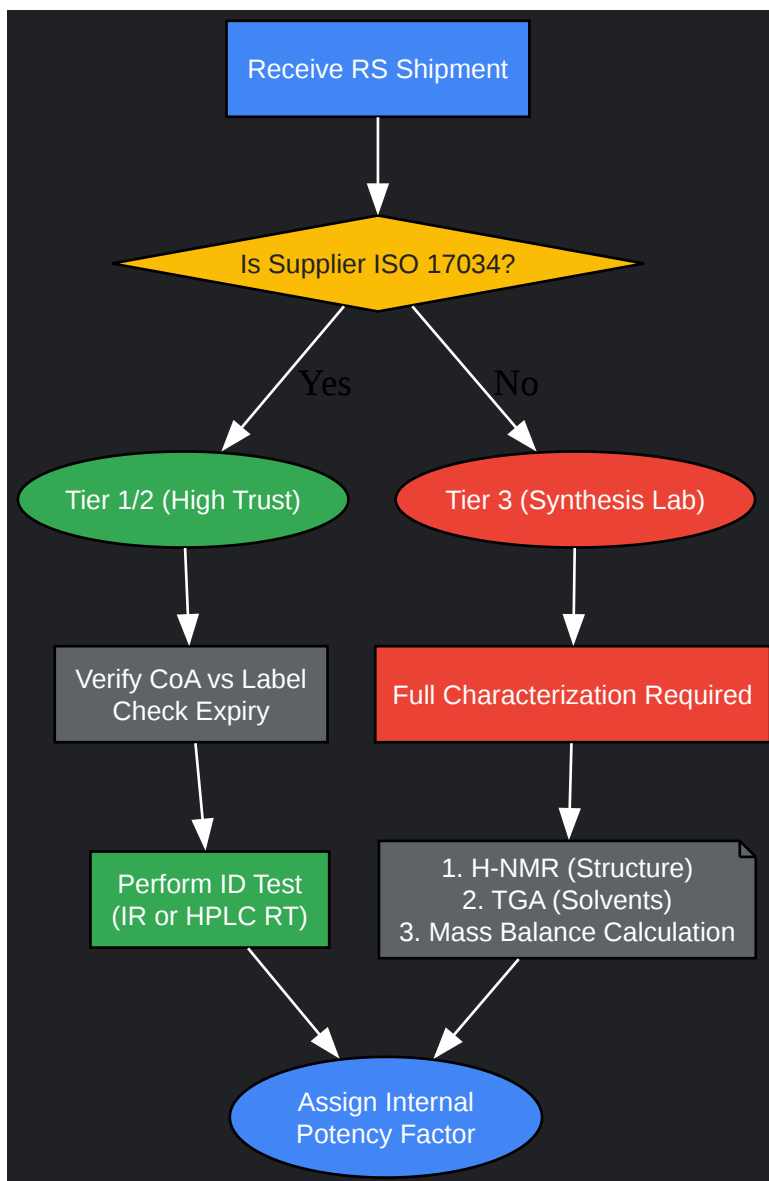 Receive RS Shipment
Is Supplier ISO 17034?
Yes
No
Tier 1/2 (High Trust)
Tier 3 (Synthesis Lab)
Verify CoA vs Label
Check Expiry
Full Characterization Required
Perform ID Test
(IR or HPLC RT)
1. H-NMR (Structure)
2. TGA (Solvents)
3. Mass Balance Calculation
Assign Internal
Potency Factor